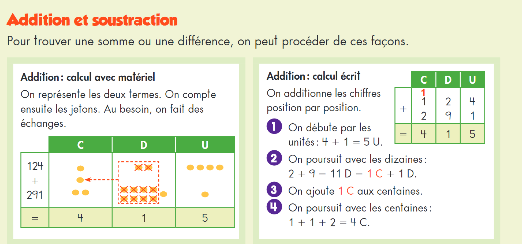 Addition et soustraction
Pour trouver une somme ou une différence, on peut procéder de ces façons.
Addition : calcul avec matériel
On représente les deux termes. On compte
ensuite les jetons. Au besoin, on fait des
échanges.
C D U
124
+
291
= 4 1 5
Addition : calcul écrit
On additionne les chiffres
position par position.
1 On débute par les
unités : 4 + 1 = 5 U.
2 On poursuit avec les dizaines :
2 + 9 = 11 D = 1 C + 1 D.
3 On ajoute 1 C aux centaines.
4 On poursuit avec les centaines :
1 + 1 + 2 = 4 C.
C D U
1
1 2 4
+
2 9 1
= 4 1 5